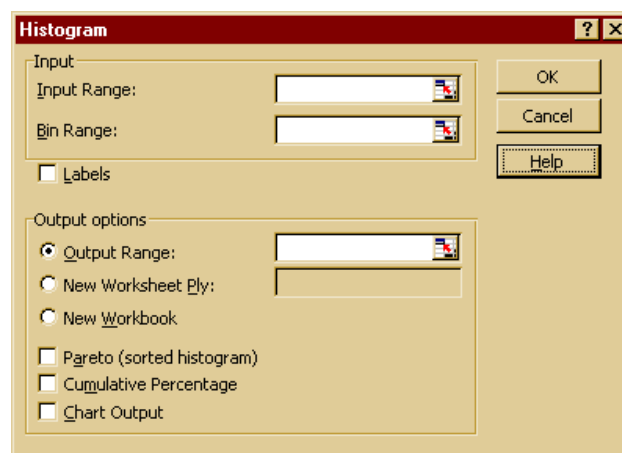 Histogram
Input
Input Range:
Bin Range:
Labels
OK
Cancel
Help
Output options
Output Range:
New Worksheet Ply:
New Workbook
Pareto (sorted histogram)
Cumulative Percentage
Chart Output